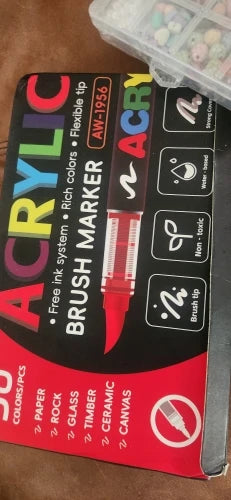 ACRYLIC
• Free ink system • Rich colors • Flexible tip
BRUSH MARKER
AW-1956
ACRY
Water - based
Non - toxic
Brush tip
COLORS/PCS
PAPER
ROCK
GLASS
TIMBER
CERAMIC
CANVAS